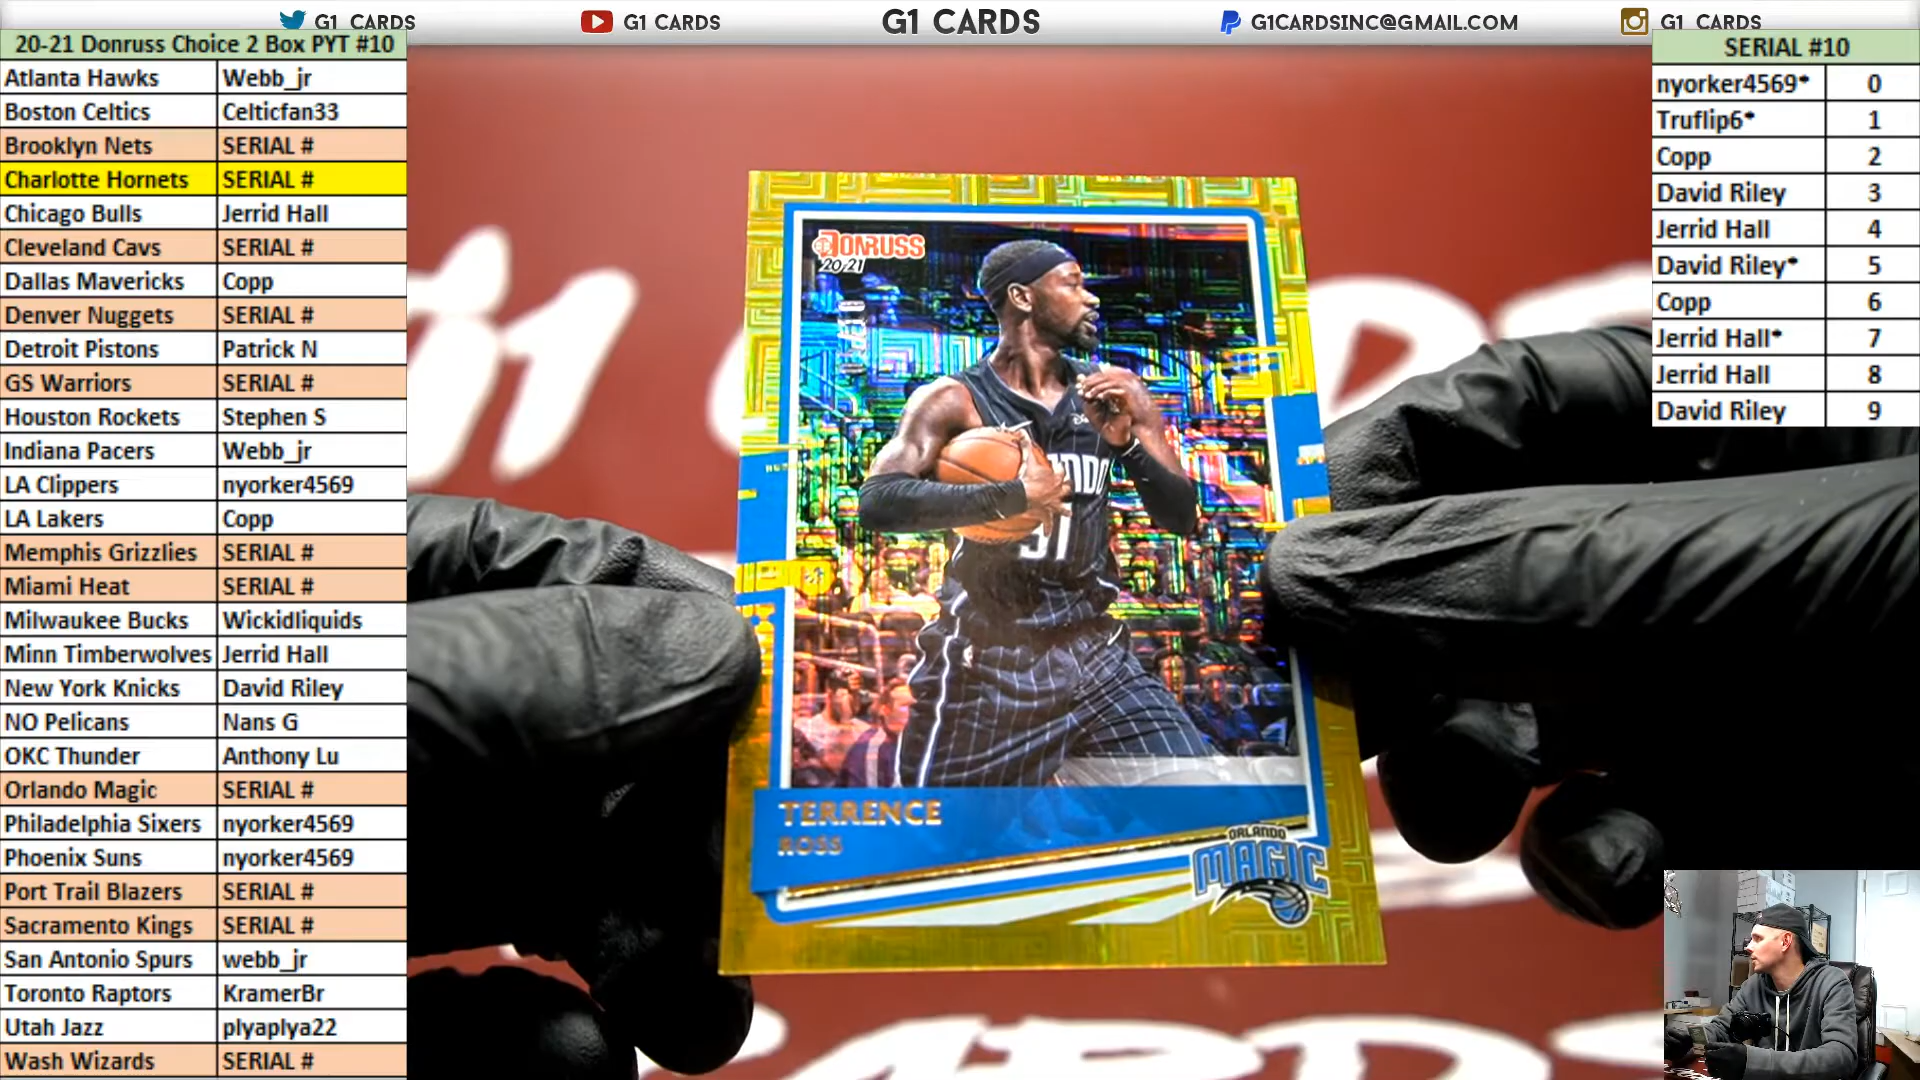 G1 CARDS
G1 CARDS
G1 CARDS
G1CARDSINC@GMAIL.COM
G1 CARDS
20-21 Donruss Choice 2 Box PYT #10
Atlanta Hawks Webb_jr
Boston Celtics Celticfan33
Brooklyn Nets SERIAL #
Charlotte Hornets SERIAL #
Chicago Bulls Jerrid Hall
Cleveland Cavs SERIAL #
Dallas Mavericks Copp
Denver Nuggets SERIAL #
Detroit Pistons Patrick N
GS Warriors SERIAL #
Houston Rockets Stephen S
Indiana Pacers Webb_jr
LA Clippers nyorker4569
LA Lakers Copp
Memphis Grizzlies SERIAL #
Miami Heat SERIAL #
Milwaukee Bucks Wickidliquids
Minn Timberwolves Jerrid Hall
New York Knicks David Riley
NO Pelicans Nans G
OKC Thunder Anthony Lu
Orlando Magic SERIAL #
Philadelphia Sixers nyorker4569
Phoenix Suns nyorker4569
Port Trail Blazers SERIAL #
Sacramento Kings SERIAL #
San Antonio Spurs webb_jr
Toronto Raptors KramerBr
Utah Jazz plyaplya22
Wash Wizards SERIAL #
DONRUSS
20/21
31
TERRENCE
ROSS
ORLANDO
MAGIC
SERIAL #10
nyorker4569* 0
Truflip6* 1
Copp 2
David Riley 3
Jerrid Hall 4
David Riley* 5
Copp 6
Jerrid Hall* 7
Jerrid Hall 8
David Riley 9